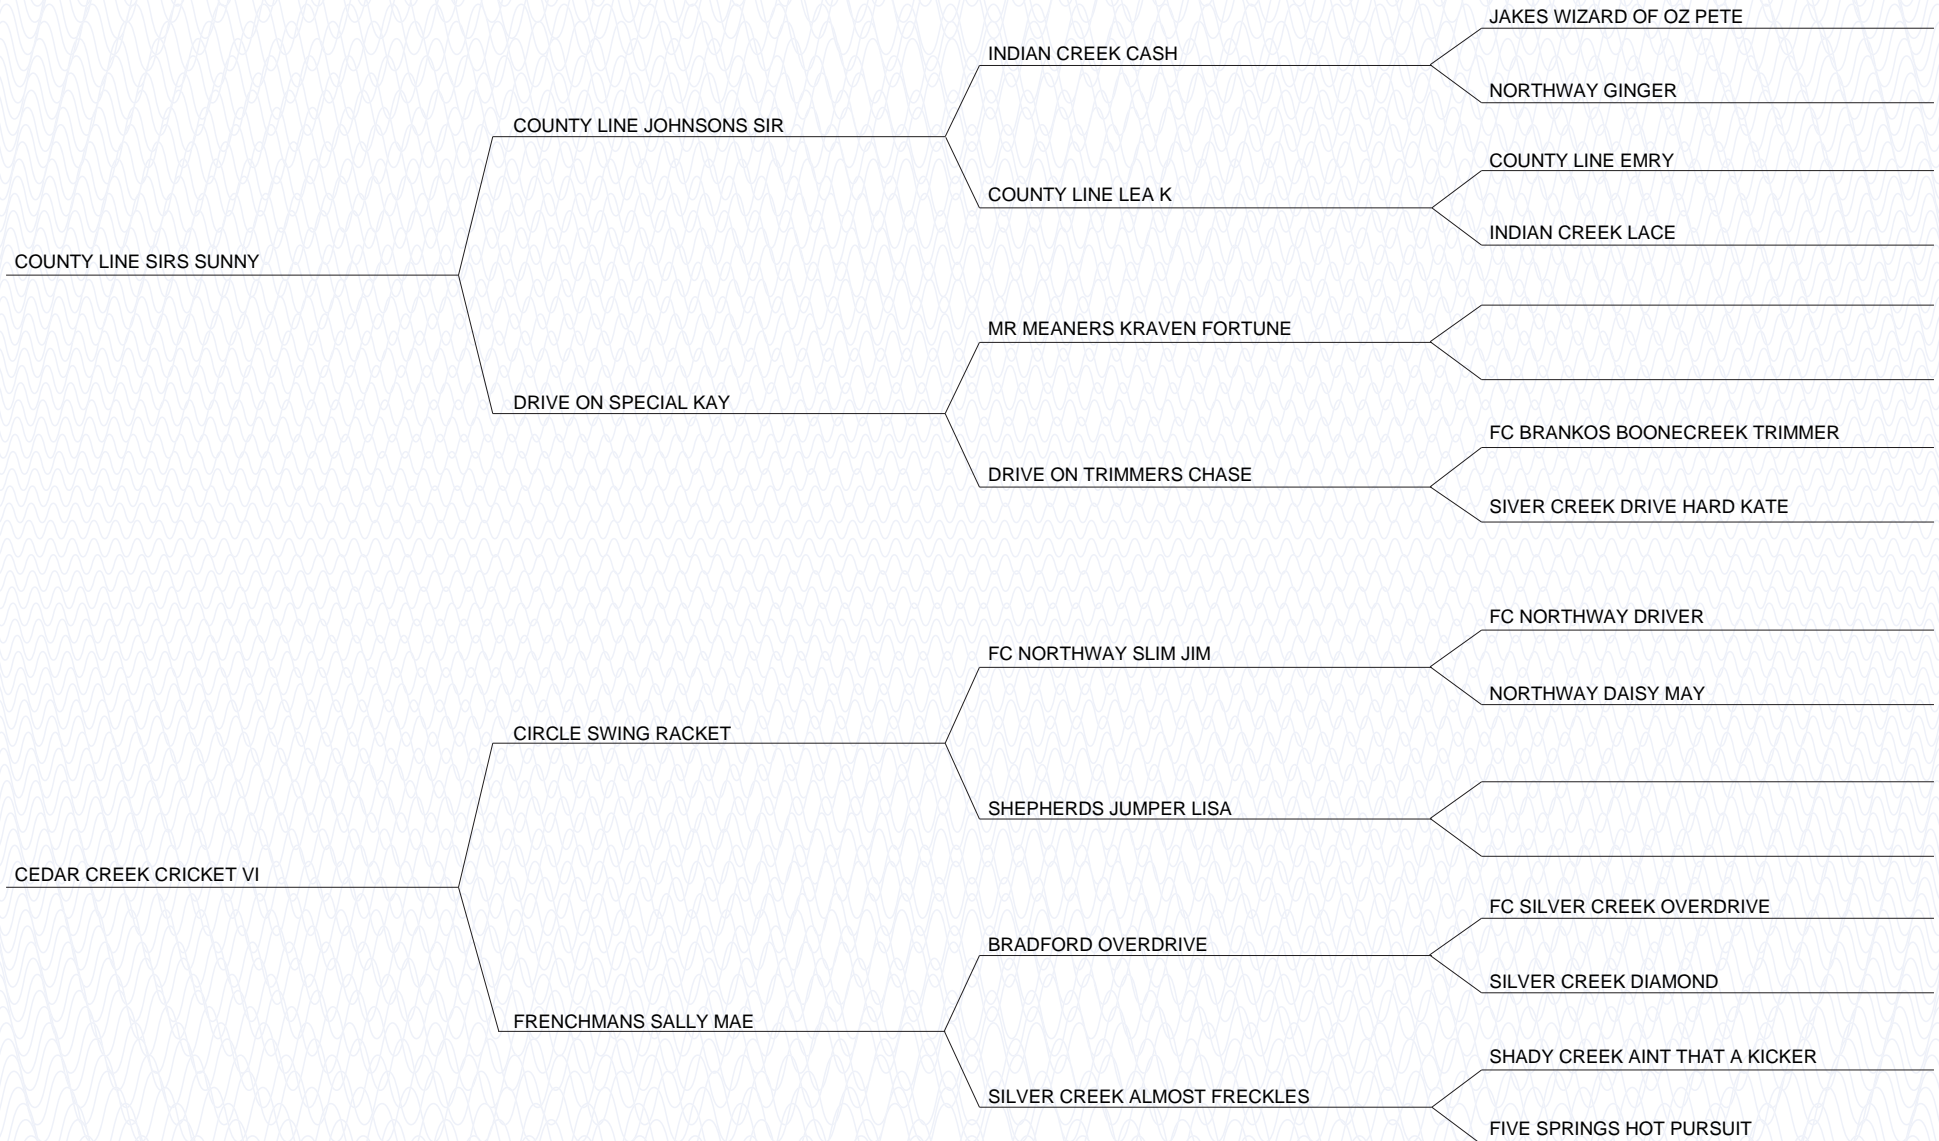 JAKES WIZARD OF OZ PETE
INDIAN CREEK CASH
NORTHWAY GINGER
COUNTY LINE JOHNSONS SIR
COUNTY LINE EMRY
COUNTY LINE LEA K
INDIAN CREEK LACE
COUNTY LINE SIRS SUNNY
MR MEANERS KRAVEN FORTUNE
DRIVE ON SPECIAL KAY
FC BRANKOS BOONECREEK TRIMMER
DRIVE ON TRIMMERS CHASE
SIVER CREEK DRIVE HARD KATE
FC NORTHWAY DRIVER
FC NORTHWAY SLIM JIM
NORTHWAY DAISY MAY
CIRCLE SWING RACKET
SHEPHERDS JUMPER LISA
CEDAR CREEK CRICKET VI
FC SILVER CREEK OVERDRIVE
BRADFORD OVERDRIVE
SILVER CREEK DIAMOND
FRENCHMANS SALLY MAE
SHADY CREEK AINT THAT A KICKER
SILVER CREEK ALMOST FRECKLES
FIVE SPRINGS HOT PURSUIT